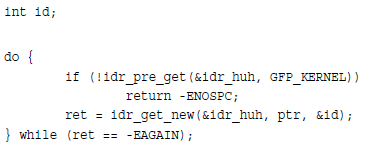 int id;
do {
if (!idr_pre_get(&idr_huh, GFP_KERNEL))
return -ENOSPC;
ret = idr_get_new(&idr_huh, ptr, &id);
} while (ret == -EAGAIN);